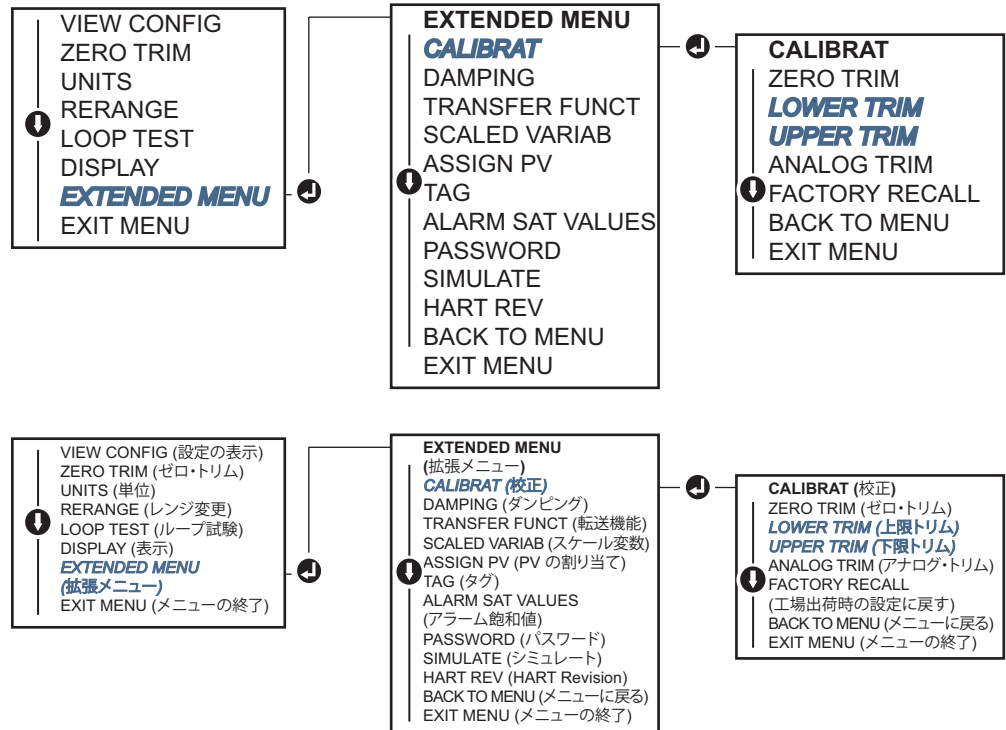 VIEW CONFIG
ZERO TRIM
UNITS
RERANGE
LOOP TEST
DISPLAY
EXTENDED MENU
EXIT MENU
EXTENDED MENU
CALIBRAT
DAMPING
TRANSFER FUNCT
SCALED VARIAB
ASSIGN PV
TAG
ALARM SAT VALUES
PASSWORD
SIMULATE
HART REV
BACK TO MENU
EXIT MENU
CALIBRAT
ZERO TRIM
LOWER TRIM
UPPER TRIM
ANALOG TRIM
FACTORY RECALL
BACK TO MENU
EXIT MENU
VIEW CONFIG (設定の表示)
ZERO TRIM (ゼロ・トリム)
UNITS (単位)
RERANGE (レンジ変更)
LOOP TEST (ループ試験)
DISPLAY (表示)
EXTENDED MENU
(拡張メニュー)
EXIT MENU (メニューの終了)
EXTENDED MENU
(拡張メニュー)
CALIBRAT (校正)
DAMPING (ダンピング)
TRANSFER FUNCT (転送機能)
SCALED VARIAB (スケール変数)
ASSIGN PV (PV の割り当て)
TAG (タグ)
ALARM SAT VALUES
(アラーム飽和値)
PASSWORD (パスワード)
SIMULATE (シミュレート)
HART REV (HART Revision)
BACK TO MENU (メニューに戻る)
EXIT MENU (メニューの終了)
CALIBRAT (校正)
ZERO TRIM (ゼロ・トリム)
LOWER TRIM (上限トリム)
UPPER TRIM (下限トリム)
ANALOG TRIM (アナログ・トリム)
FACTORY RECALL
(工場出荷時の設定に戻す)
BACK TO MENU (メニューに戻る)
EXIT MENU (メニューの終了)